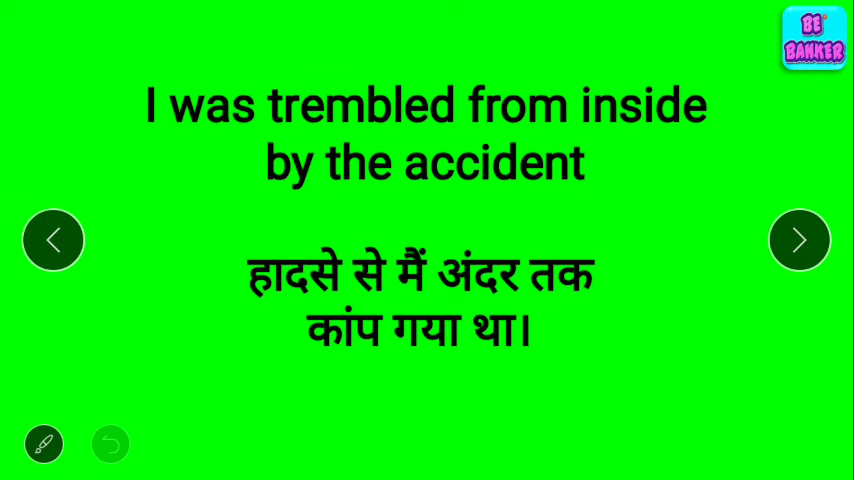 BE
BANKER
I was trembled from inside
by the accident
हादसे से मैं अंदर तक
कांप गया था।